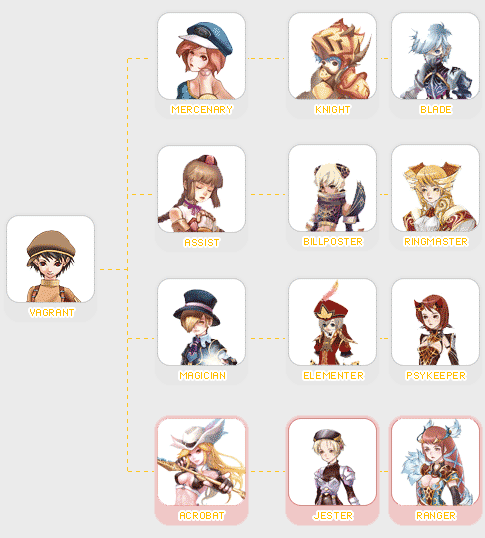 MERCENARY
KNIGHT
BLADE
ASSIST
BILLPOSTER
RINGMASTER
VAGRANT
MAGICIAN
ELEMENTER
PSYKEEPER
ACROBAT
JESTER
RANGER